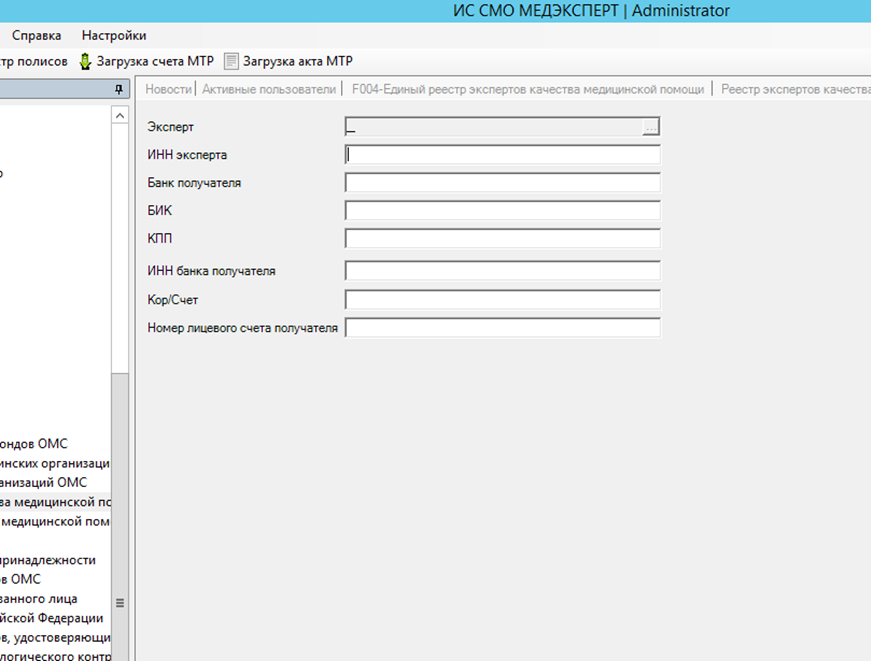 ИС СМО МЕДЭКСПЕРТ | Administrator
Справка Настройки
тр полисов Загрузка счета МТР Загрузка акта МТР
Новости Активные пользователи F004-Единый реестр экспертов качества медицинской помощи Реестр экспертов качества
Эксперт _ ...
ИНН эксперта
Банк получателя
БИК
КПП
ИНН банка получателя
Кор/Счет
Номер лицевого счета получателя
ондов ОМС
инских организаци
анизаций ОМС
ва медицинской по
медицинской пом
принадлежности
в ОМС
ванного лица
йской Федерации
в, удостоверяющи
логического контр